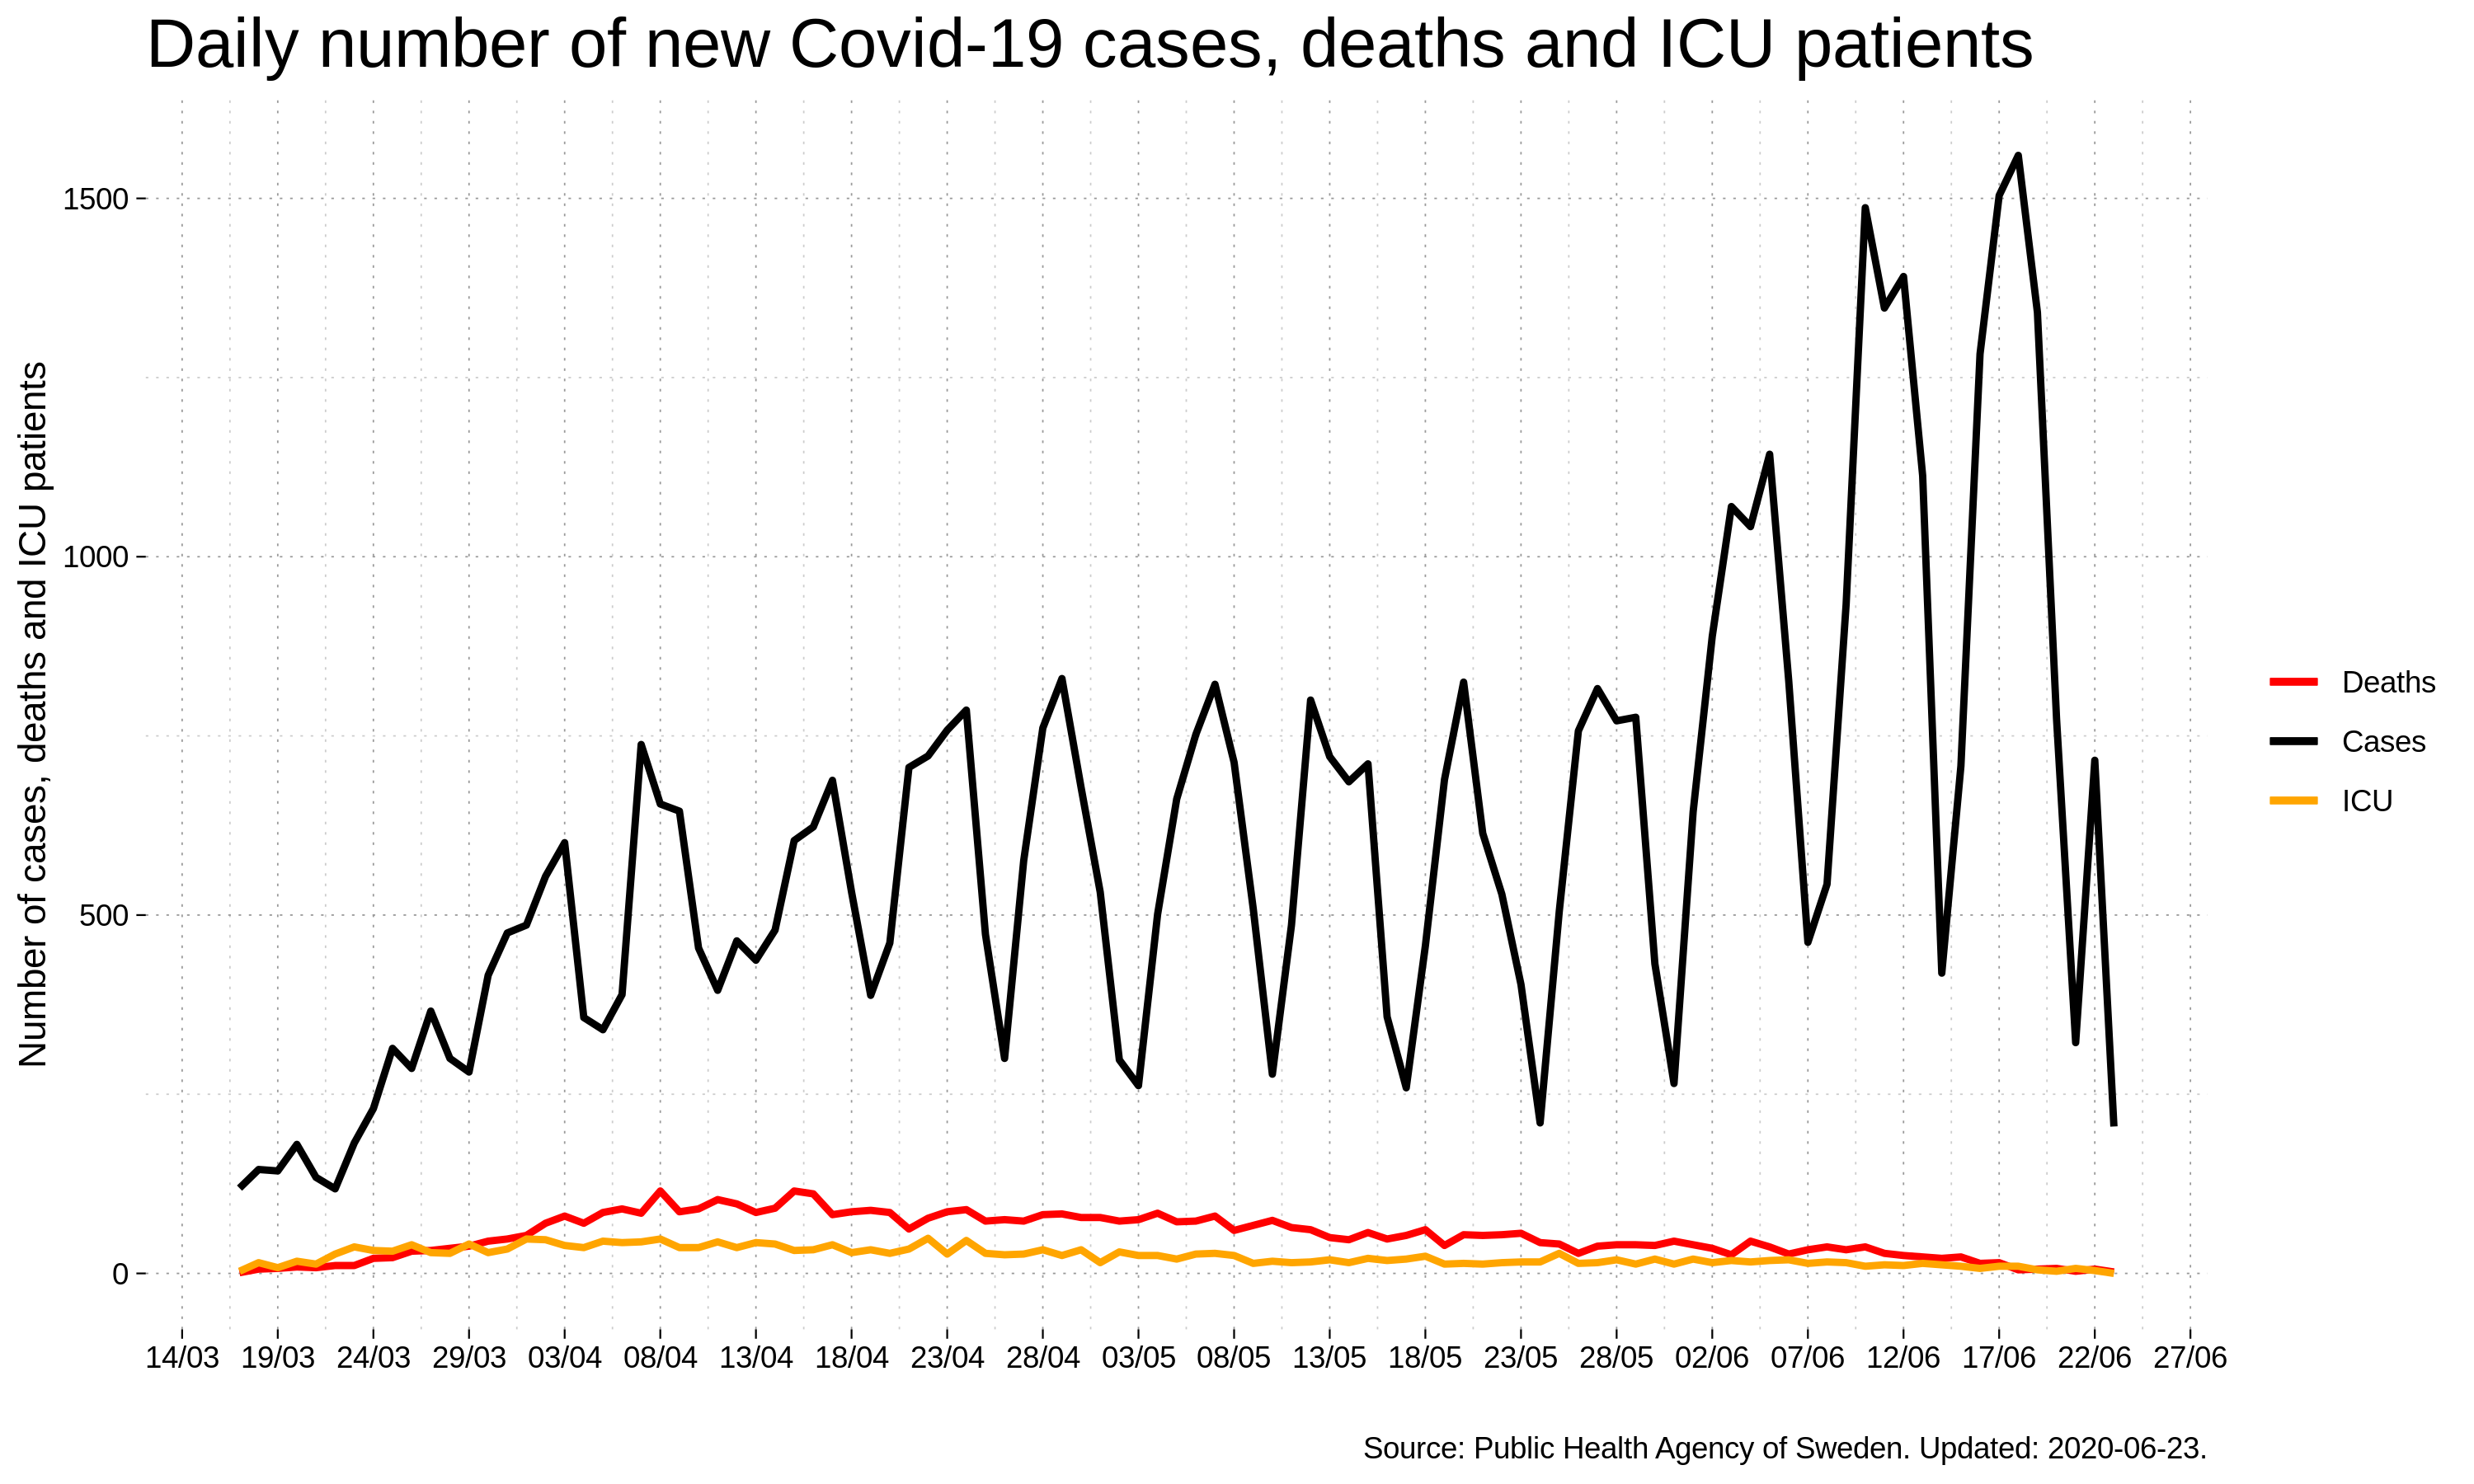 Daily number of new Covid-19 cases, deaths and ICU patients
Number of cases, deaths and ICU patients
1500
1000
500
0
Deaths
Cases
ICU
14/03 19/03 24/03 29/03 03/04 08/04 13/04 18/04 23/04 28/04 03/05 08/05 13/05 18/05 23/05 28/05 02/06 07/06 12/06 17/06 22/06 27/06
Source: Public Health Agency of Sweden. Updated: 2020-06-23.